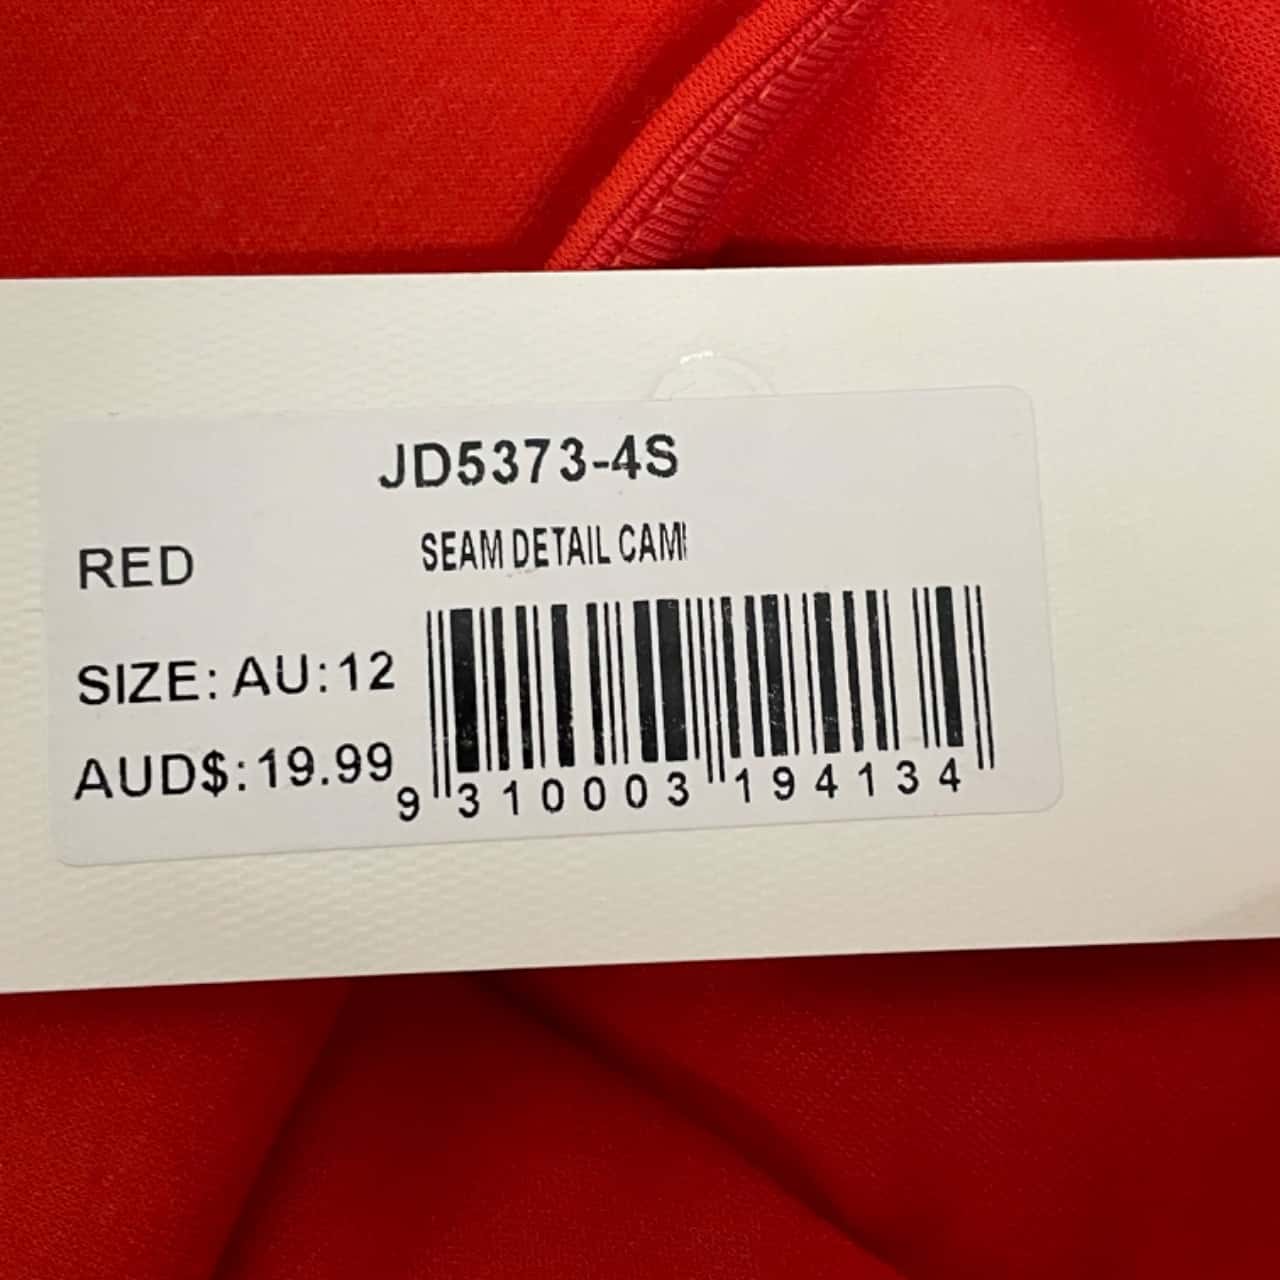 JD5373-4S
RED
SEAM DETAIL CAMI
SIZE: AU:12
AUD$:19.99
9 310003 194134